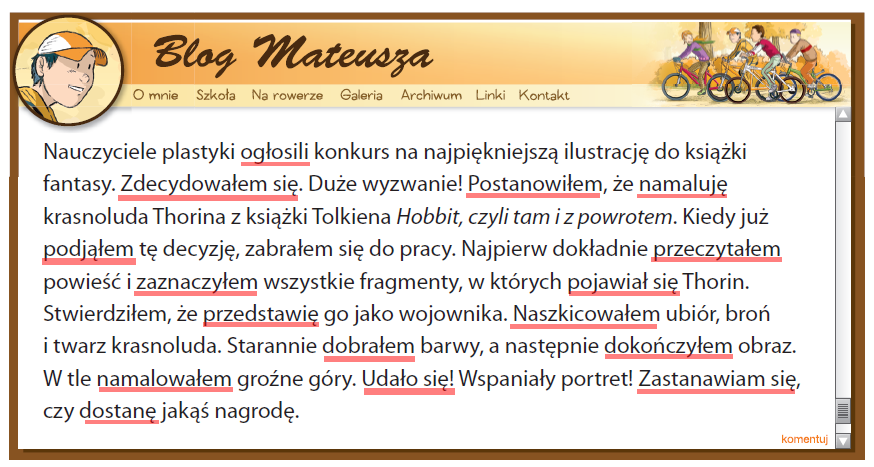 Blog Mateusza
O mnie Szkoła Na rowerze Galeria Archiwum Linki Kontakt
Nauczyciele plastyki ogłosili konkurs na najpiękniejszą ilustrację do książki
fantasy. Zdecydowałem się. Duże wyzwanie! Postanowiłem, że namaluję
krasnoluda Thorina z książki Tolkiena Hobbit, czyli tam i z powrotem. Kiedy już
podjąłem tę decyzję, zabrałem się do pracy. Najpierw dokładnie przeczytałem
powieść i zaznaczyłem wszystkie fragmenty, w których pojawiał się Thorin.
Stwierdziłem, że przedstawię go jako wojownika. Naszkicowałem ubiór, broń
i twarz krasnoluda. Starannie dobrałem barwy, a następnie dokończyłem obraz.
W tle namalowałem groźne góry. Udało się! Wspaniały portret! Zastanawiam się,
czy dostanę jakąś nagrodę.
komentuj